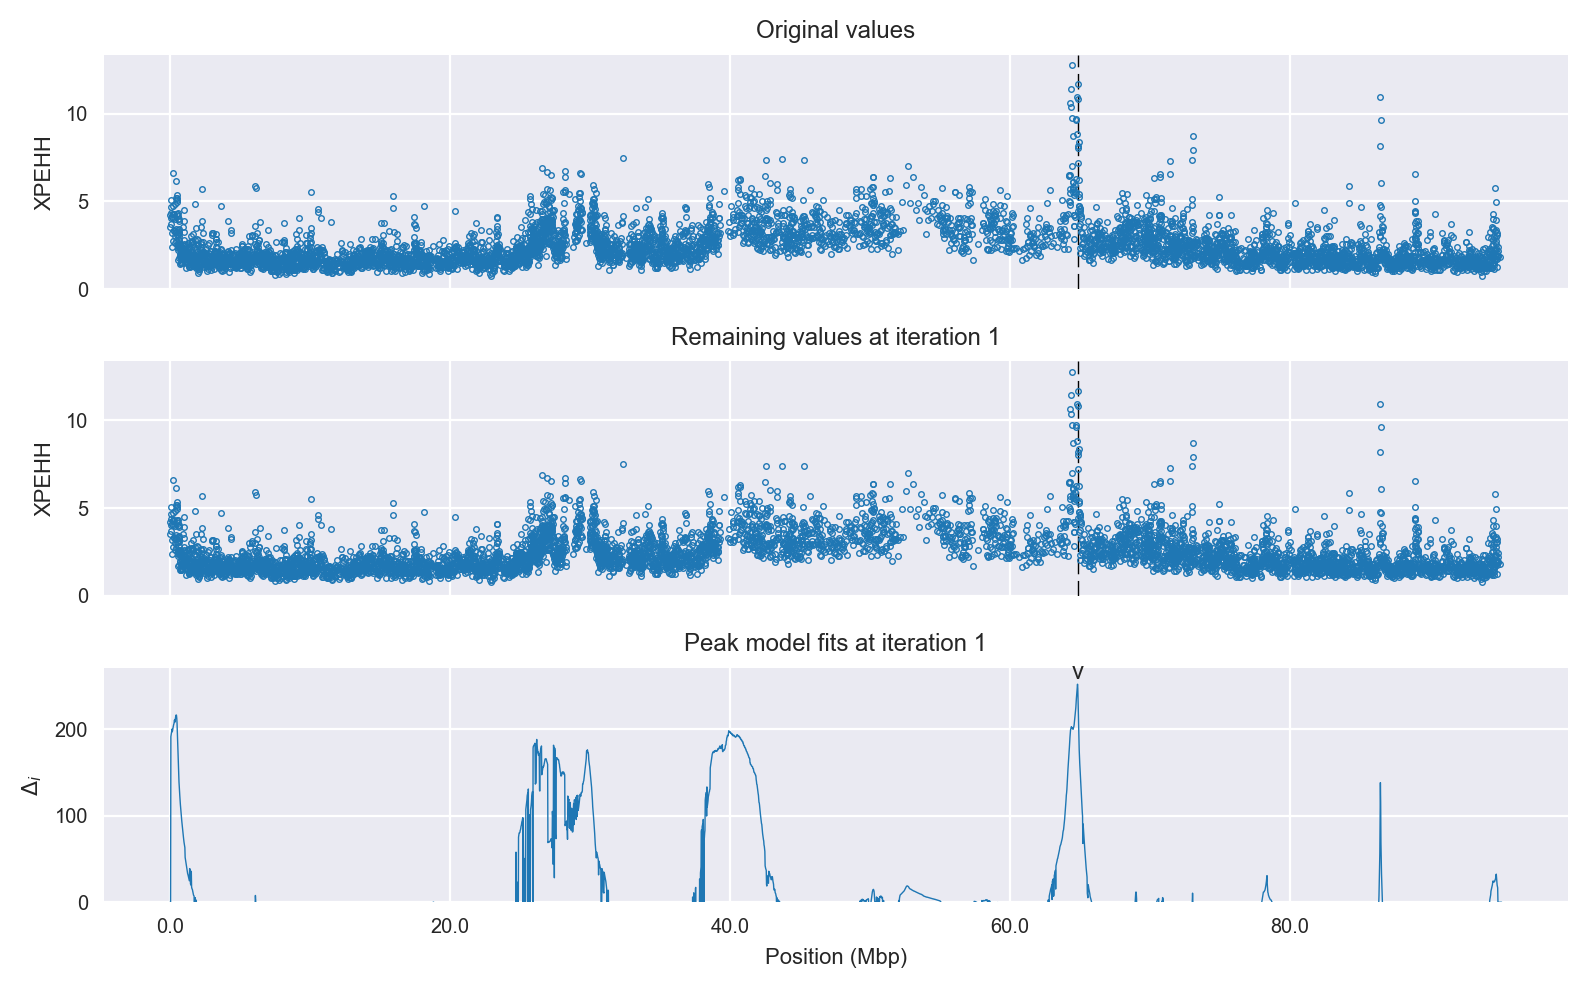 Original values
10
5
0
XPEHH
Remaining values at iteration 1
10
5
0
XPEHH
Peak model fits at iteration 1
v
200
100
0
Δi
0.0 20.0 40.0 60.0 80.0
Position (Mbp)